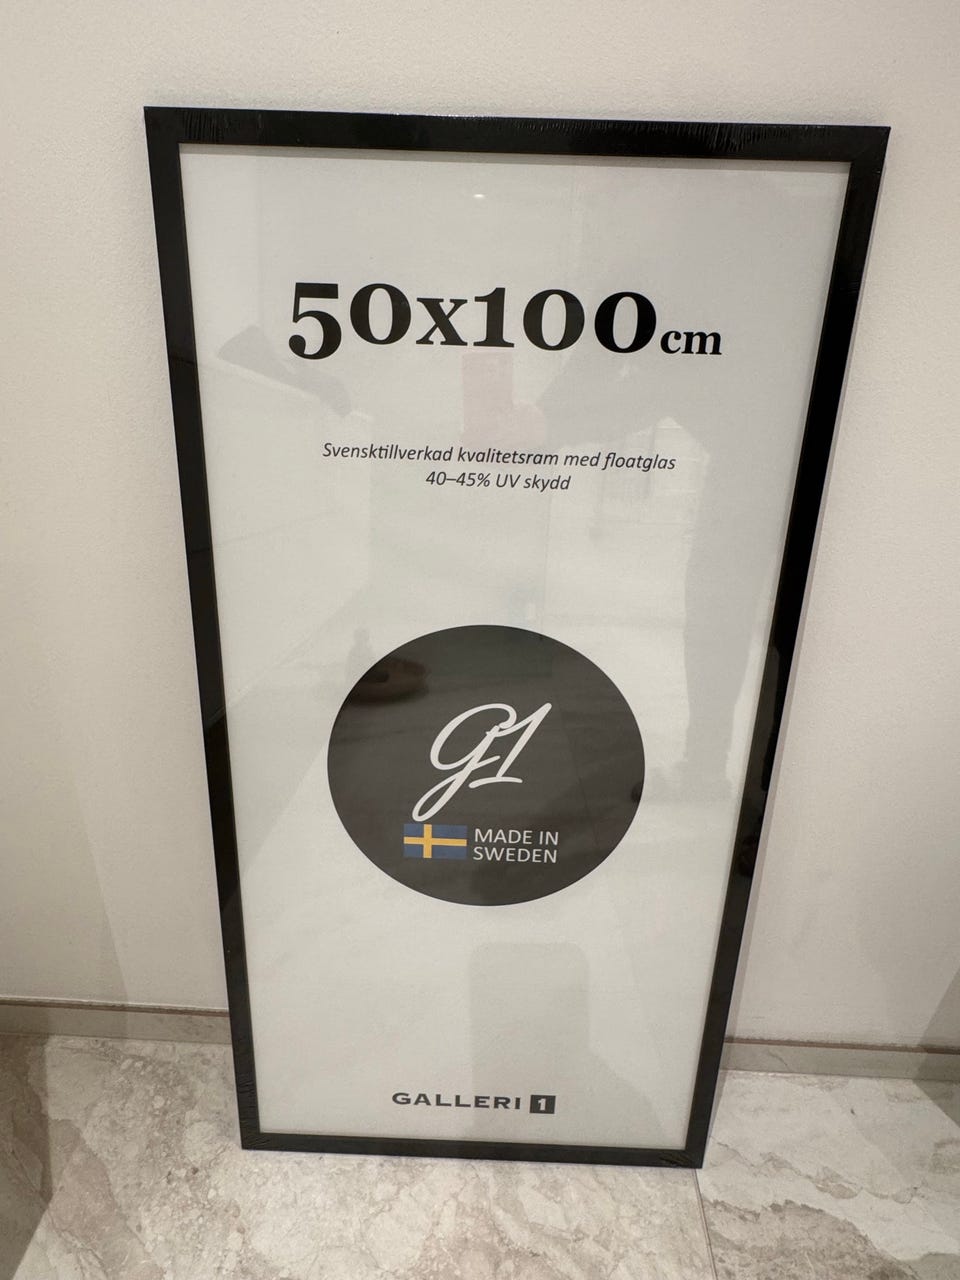 50x100cm
Svensktillverkad kvalitetsram med floatglas
40–45% UV skydd
G1
MADE IN
SWEDEN
GALLERI 1